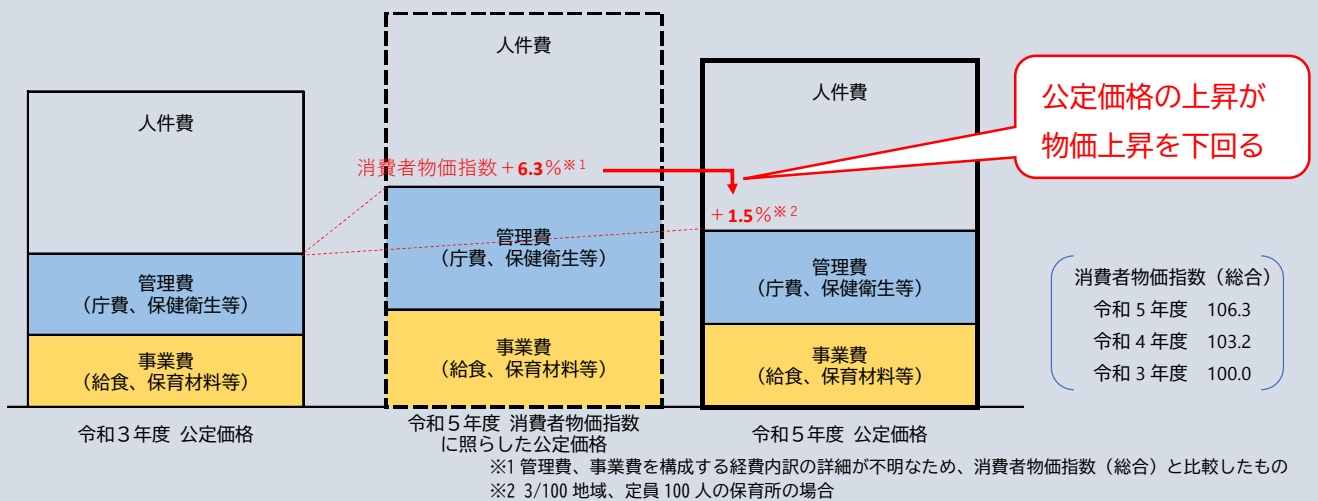 人件費
管理費
（庁費、保健衛生等）
事業費
（給食、保育材料等）
令和３年度 公定価格
人件費
消費者物価指数＋6.3%※1
管理費
（庁費、保健衛生等）
事業費
（給食、保育材料等）
令和５年度 消費者物価指数
に照らした公定価格
人件費
＋1.5%※2
管理費
（庁費、保健衛生等）
事業費
（給食、保育材料等）
令和５年度 公定価格
公定価格の上昇が
物価上昇を下回る
消費者物価指数（総合）
令和 5 年度　106.3
令和 4 年度　103.2
令和 3 年度　100.0
※1 管理費、事業費を構成する経費内訳の詳細が不明なため、消費者物価指数（総合）と比較したもの
※2 3/100 地域、定員 100 人の保育所の場合